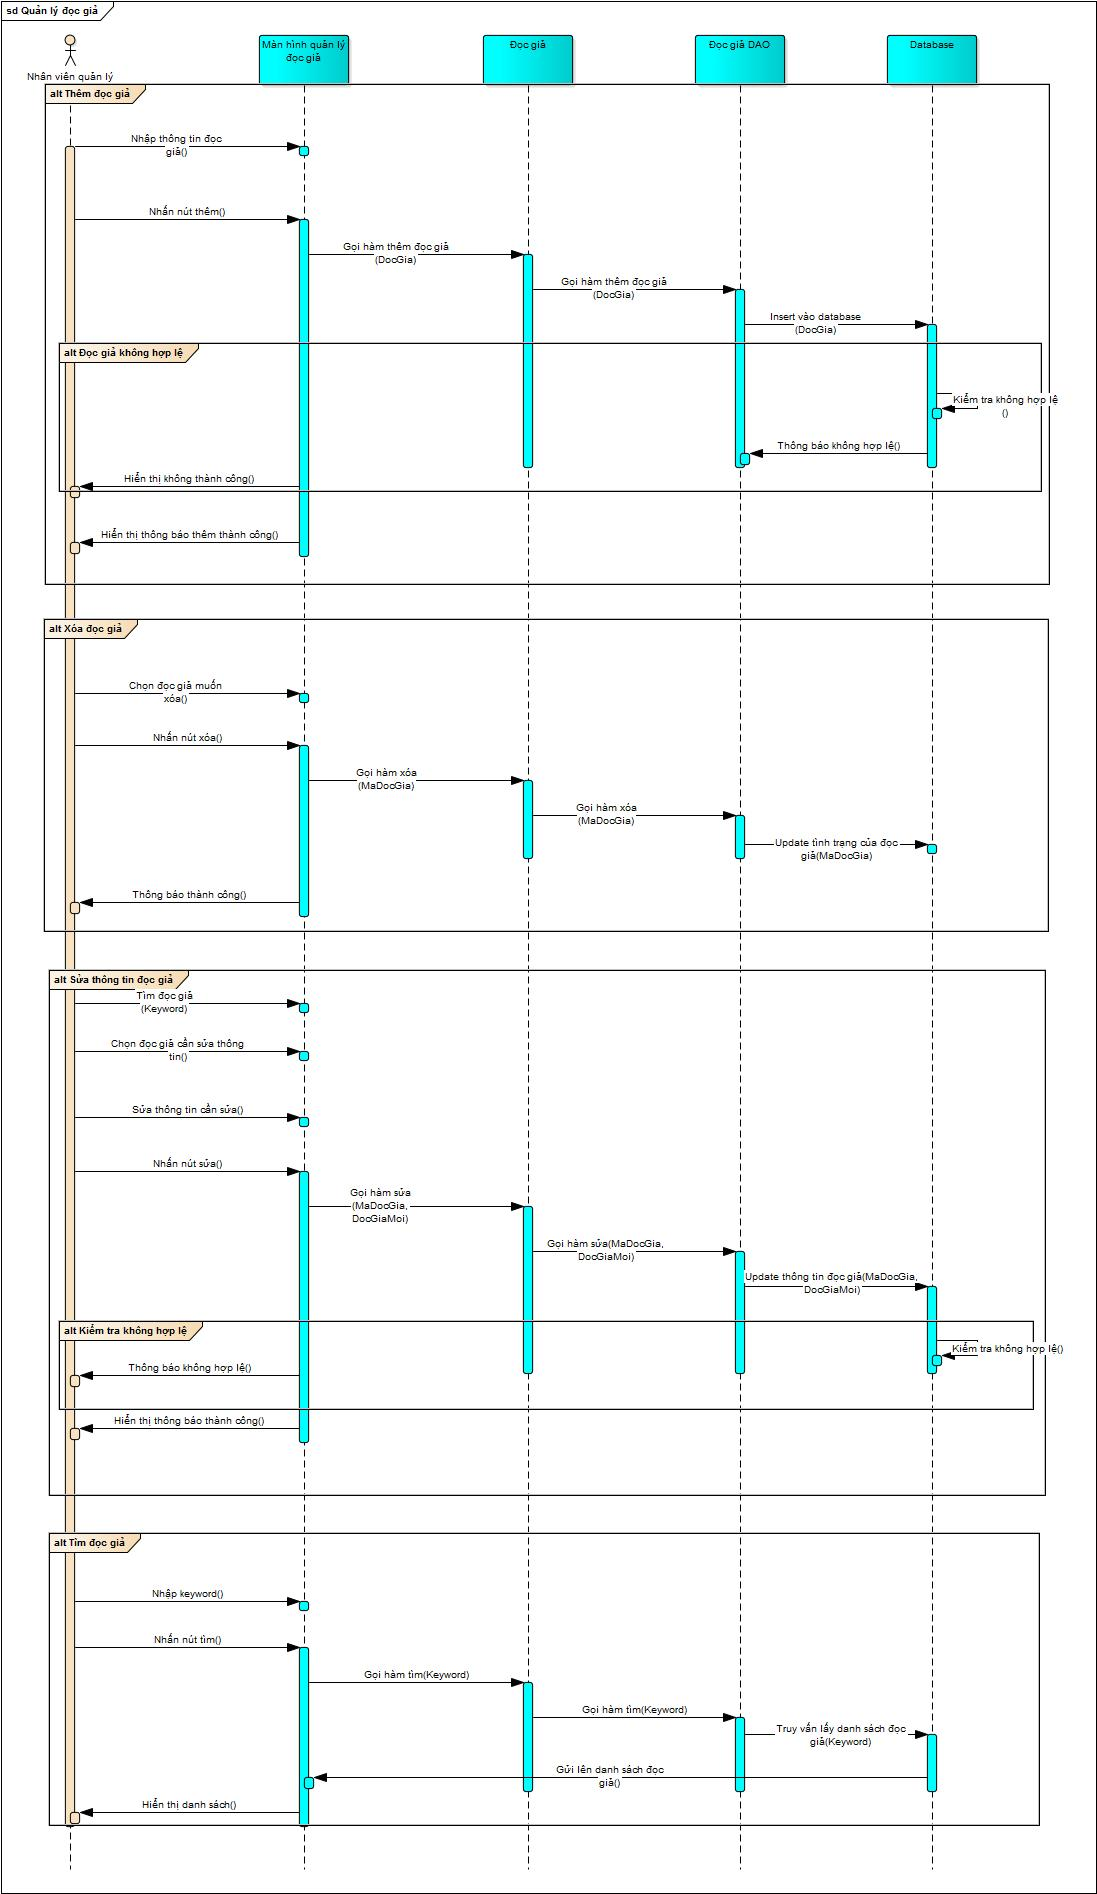 sd Quản lý đọc giả
Nhân viên quản lý
Màn hình quản lý
đọc giả
Đọc giả
Đọc giả DAO
Database
alt Thêm đọc giả
Nhập thông tin đọc
giả()
Nhấn nút thêm()
Gọi hàm thêm đọc giả
(DocGia)
Gọi hàm thêm đọc giả
(DocGia)
Insert vào database
(DocGia)
alt Đọc giả không hợp lệ
Kiểm tra không hợp lệ
()
Thông báo không hợp lệ()
Hiển thị không thành công()
Hiển thị thông báo thêm thành công()
alt Xóa đọc giả
Chọn đọc giả muốn
xóa()
Nhấn nút xóa()
Gọi hàm xóa
(MaDocGia)
Gọi hàm xóa
(MaDocGia)
Update tình trạng của đọc
giả(MaDocGia)
Thông báo thành công()
alt Sửa thông tin đọc giả
Tìm đọc giả
(Keyword)
Chọn đọc giả cần sửa thông
tin()
Sửa thông tin cần sửa()
Nhấn nút sửa()
Gọi hàm sửa
(MaDocGia,
DocGiaMoi)
Gọi hàm sửa(MaDocGia,
DocGiaMoi)
Update thông tin đọc giả(MaDocGia,
DocGiaMoi)
alt Kiểm tra không hợp lệ
Kiểm tra không hợp lệ()
Thông báo không hợp lệ()
Hiển thị thông báo thành công()
alt Tìm đọc giả
Nhập keyword()
Nhấn nút tìm()
Gọi hàm tìm(Keyword)
Gọi hàm tìm(Keyword)
Truy vấn lấy danh sách đọc
giả(Keyword)
Gửi lên danh sách đọc
giả()
Hiển thị danh sách()